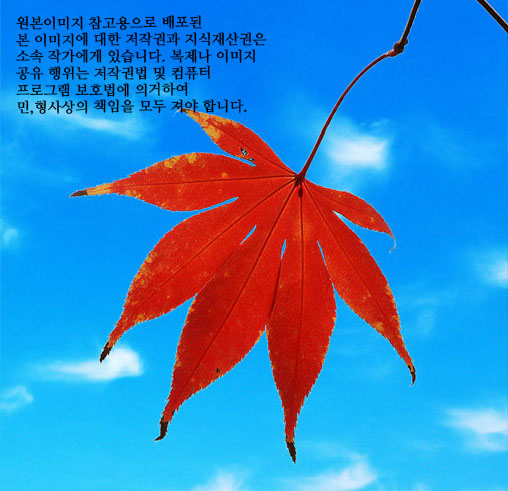 원본이미지 참고용으로 배포된
본 이미지에 대한 저작권과 지식재산권은
소속 작가에게 있습니다. 복제나 이미지
공유 행위는 저작권법 및 컴퓨터
프로그램 보호법에 의거하여
민,형사상의 책임을 모두 져야 합니다.